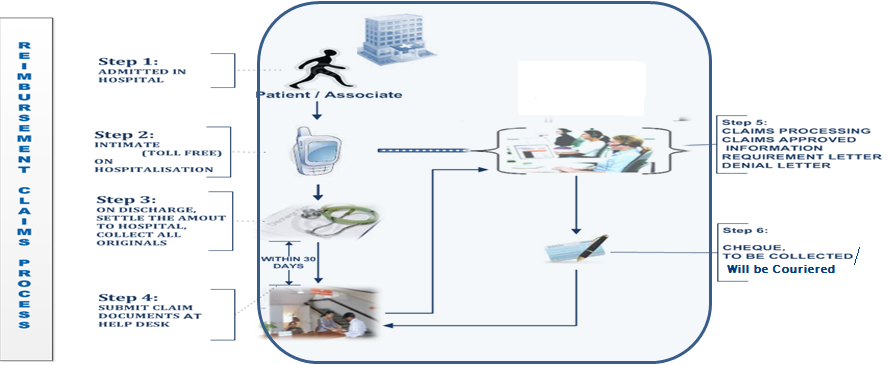 REIMBURSEMENT CLAIMS PROCESS
Step 1:
ADMITTED IN
HOSPITAL
Patient / Associate
Step 2:
INTIMATE
(TOLL FREE)
ON
HOSPITALISATION
Step 3:
ON DISCHARGE,
SETTLE THE AMOUT
TO HOSPITAL,
COLLECT ALL
ORIGINALS
WITHIN 30
DAYS
Step 4:
SUBMIT CLAIM
DOCUMENTS AT
HELP DESK
Step 5:
CLAIMS PROCESSING
CLAIMS APPROVED
INFORMATION
REQUIREMENT LETTER
DENIAL LETTER
Step 6:
CHEQUE,
TO BE COLLECTED/
Will be Couriered